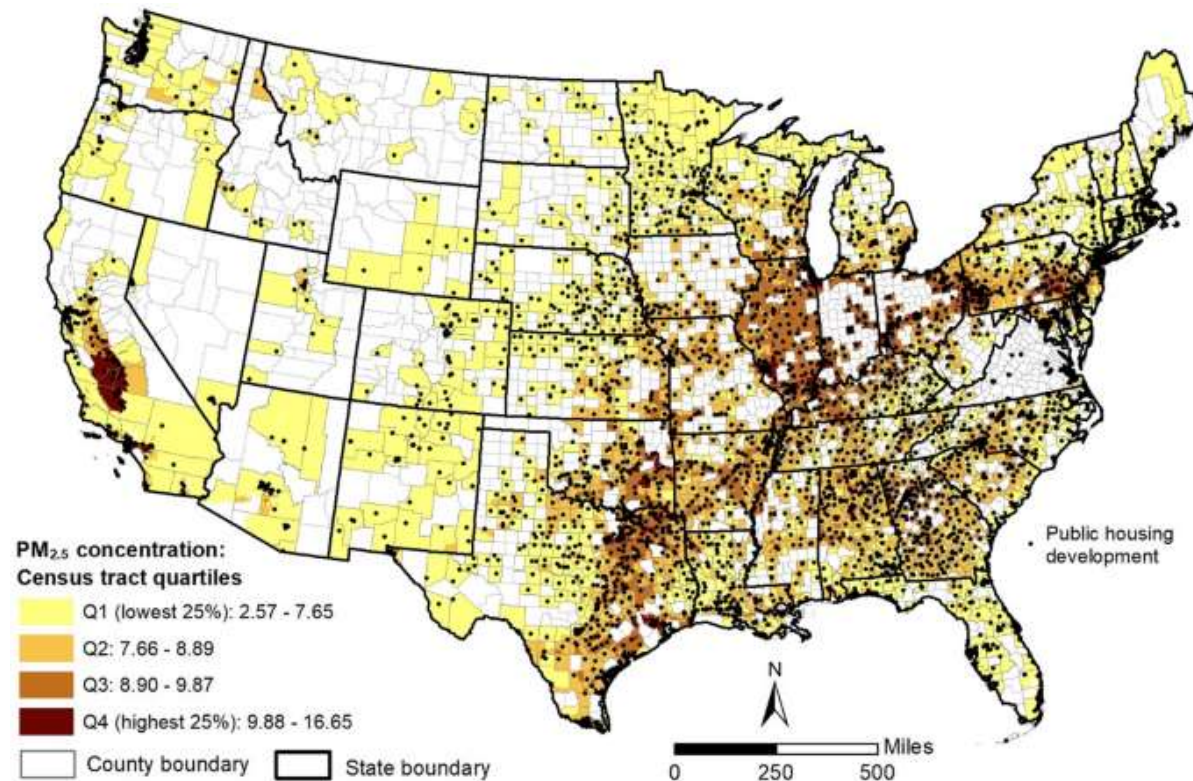 Public housing
development
PM2.5 concentration:
Census tract quartiles
Q1 (lowest 25%): 2.57 - 7.65
Q2: 7.66 - 8.89
Q3: 8.90 - 9.87
Q4 (highest 25%): 9.88 - 16.65
County boundary
State boundary
N
Miles
0 250 500